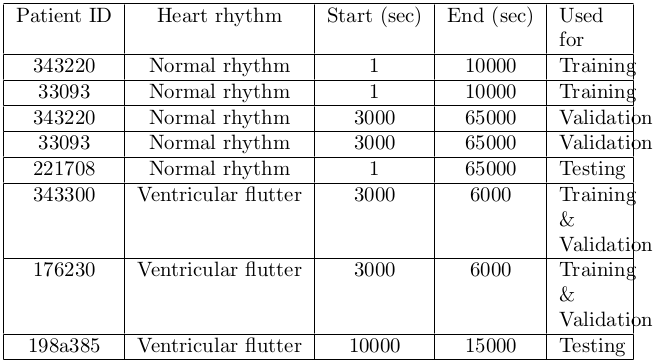 Patient ID Heart rhythm Start (sec) End (sec) Used
for
343220 Normal rhythm 1 10000 Training
33093 Normal rhythm 1 10000 Training
343220 Normal rhythm 3000 65000 Validation
33093 Normal rhythm 3000 65000 Validation
221708 Normal rhythm 1 65000 Testing
343300 Ventricular flutter 3000 6000 Training
&
Validation
176230 Ventricular flutter 3000 6000 Training
&
Validation
198a385 Ventricular flutter 10000 15000 Testing